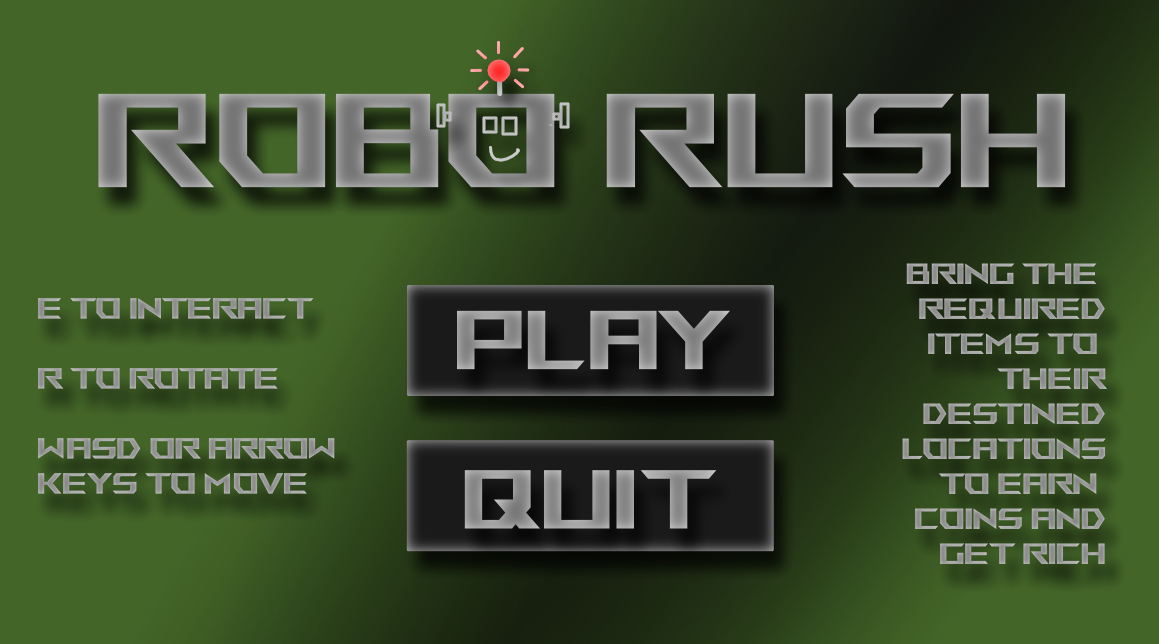 ROBO RUSH
E TO INTERACT
R TO ROTATE
WASD OR ARROW
KEYS TO MOVE
PLAY
QUIT
BRING THE
REQUIRED
ITEMS TO
THEIR
DESTINED
LOCATIONS
TO EARN
COINS AND
GET RICH